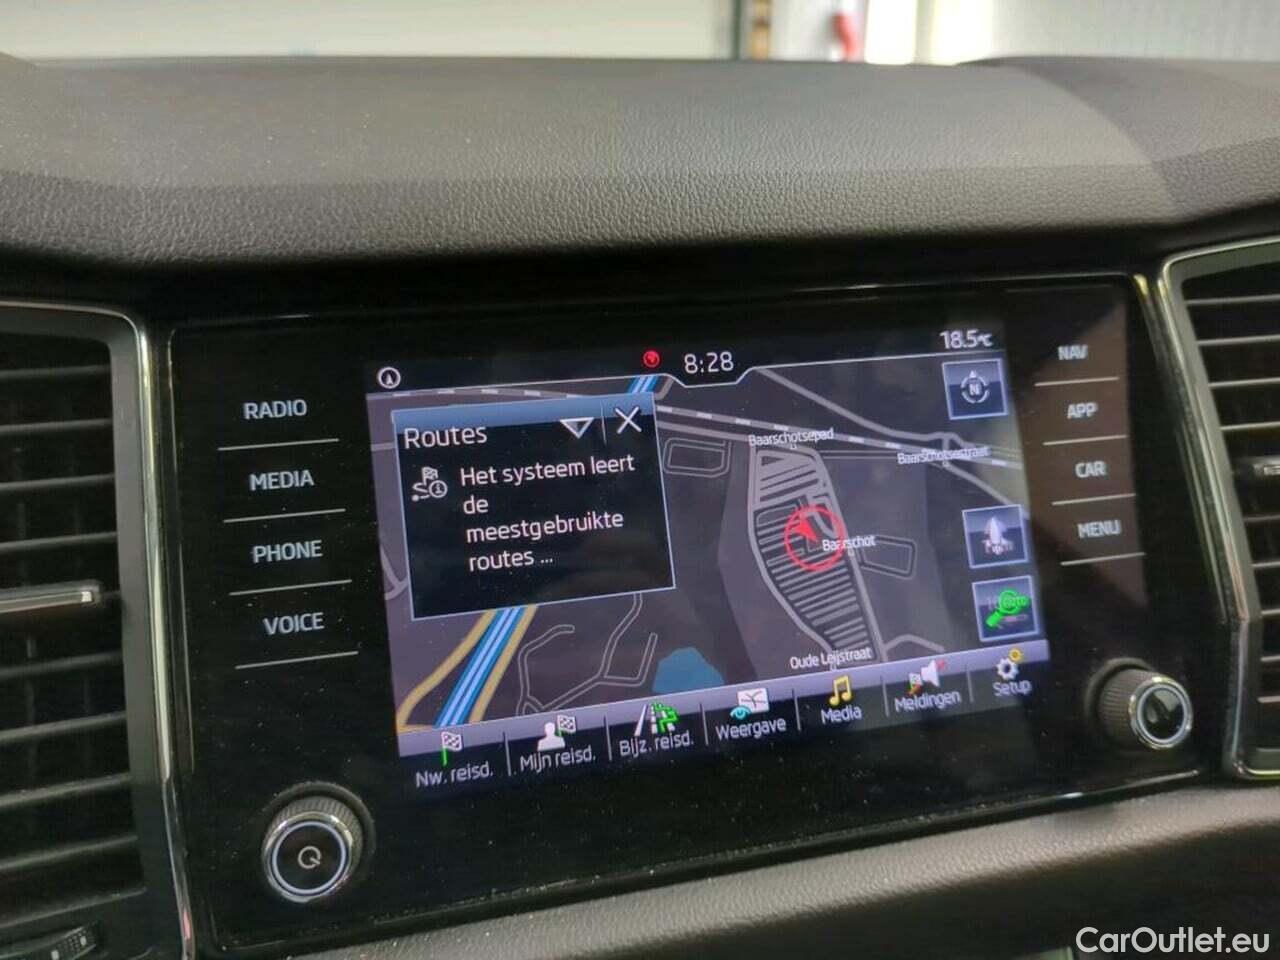 8:28
18.5°C
RADIO
MEDIA
PHONE
VOICE
Routes
Het systeem leert
de
meestgebruikte
routes ...
Baarschotsepad
Baarschotsestraat
Baarschot
Oude Leijstraat
N
NAV
APP
CAR
MENU
Nw. reisd.
Mijn reisd.
Bijz. reisd.
Weergave
Media
Meldingen
Setup
CarOutlet.eu